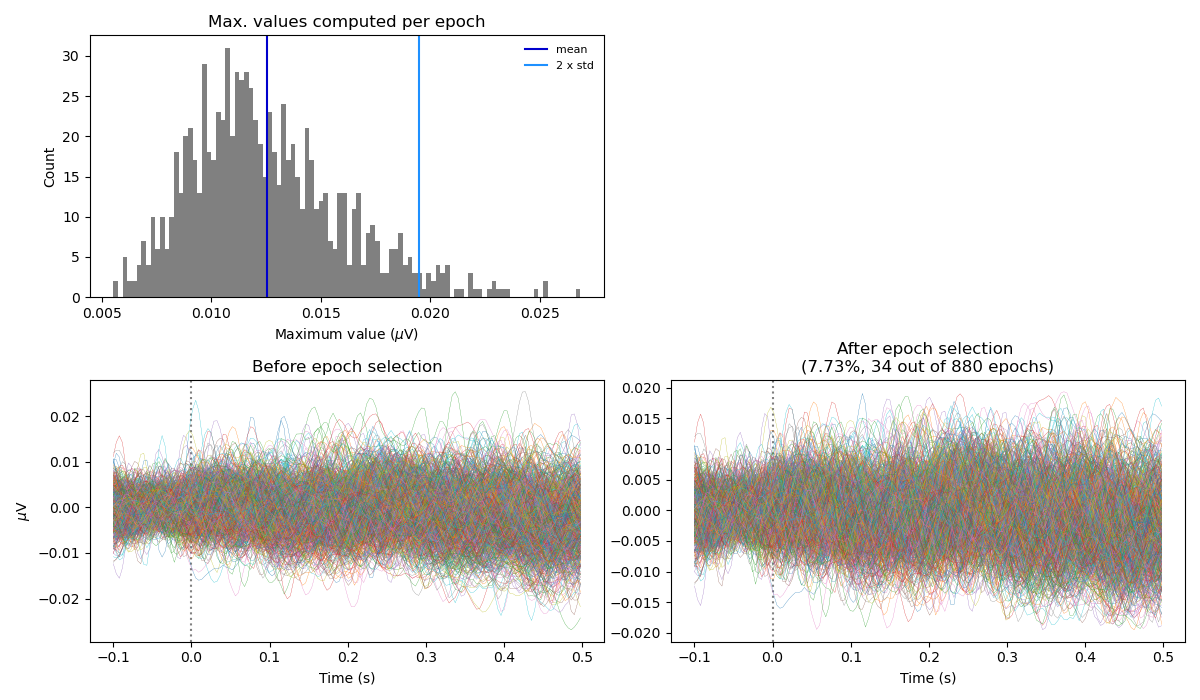 Max. values computed per epoch
30
25
20
15
10
5
0
Count
mean
2 x std
0.005 0.010 0.015 0.020 0.025
Maximum value (μV)
Before epoch selection
0.02
0.01
0.00
−0.01
−0.02
μV
−0.1 0.0 0.1 0.2 0.3 0.4 0.5
Time (s)
After epoch selection
(7.73%, 34 out of 880 epochs)
0.020
0.015
0.010
0.005
0.000
−0.005
−0.010
−0.015
−0.020
−0.1 0.0 0.1 0.2 0.3 0.4 0.5
Time (s)